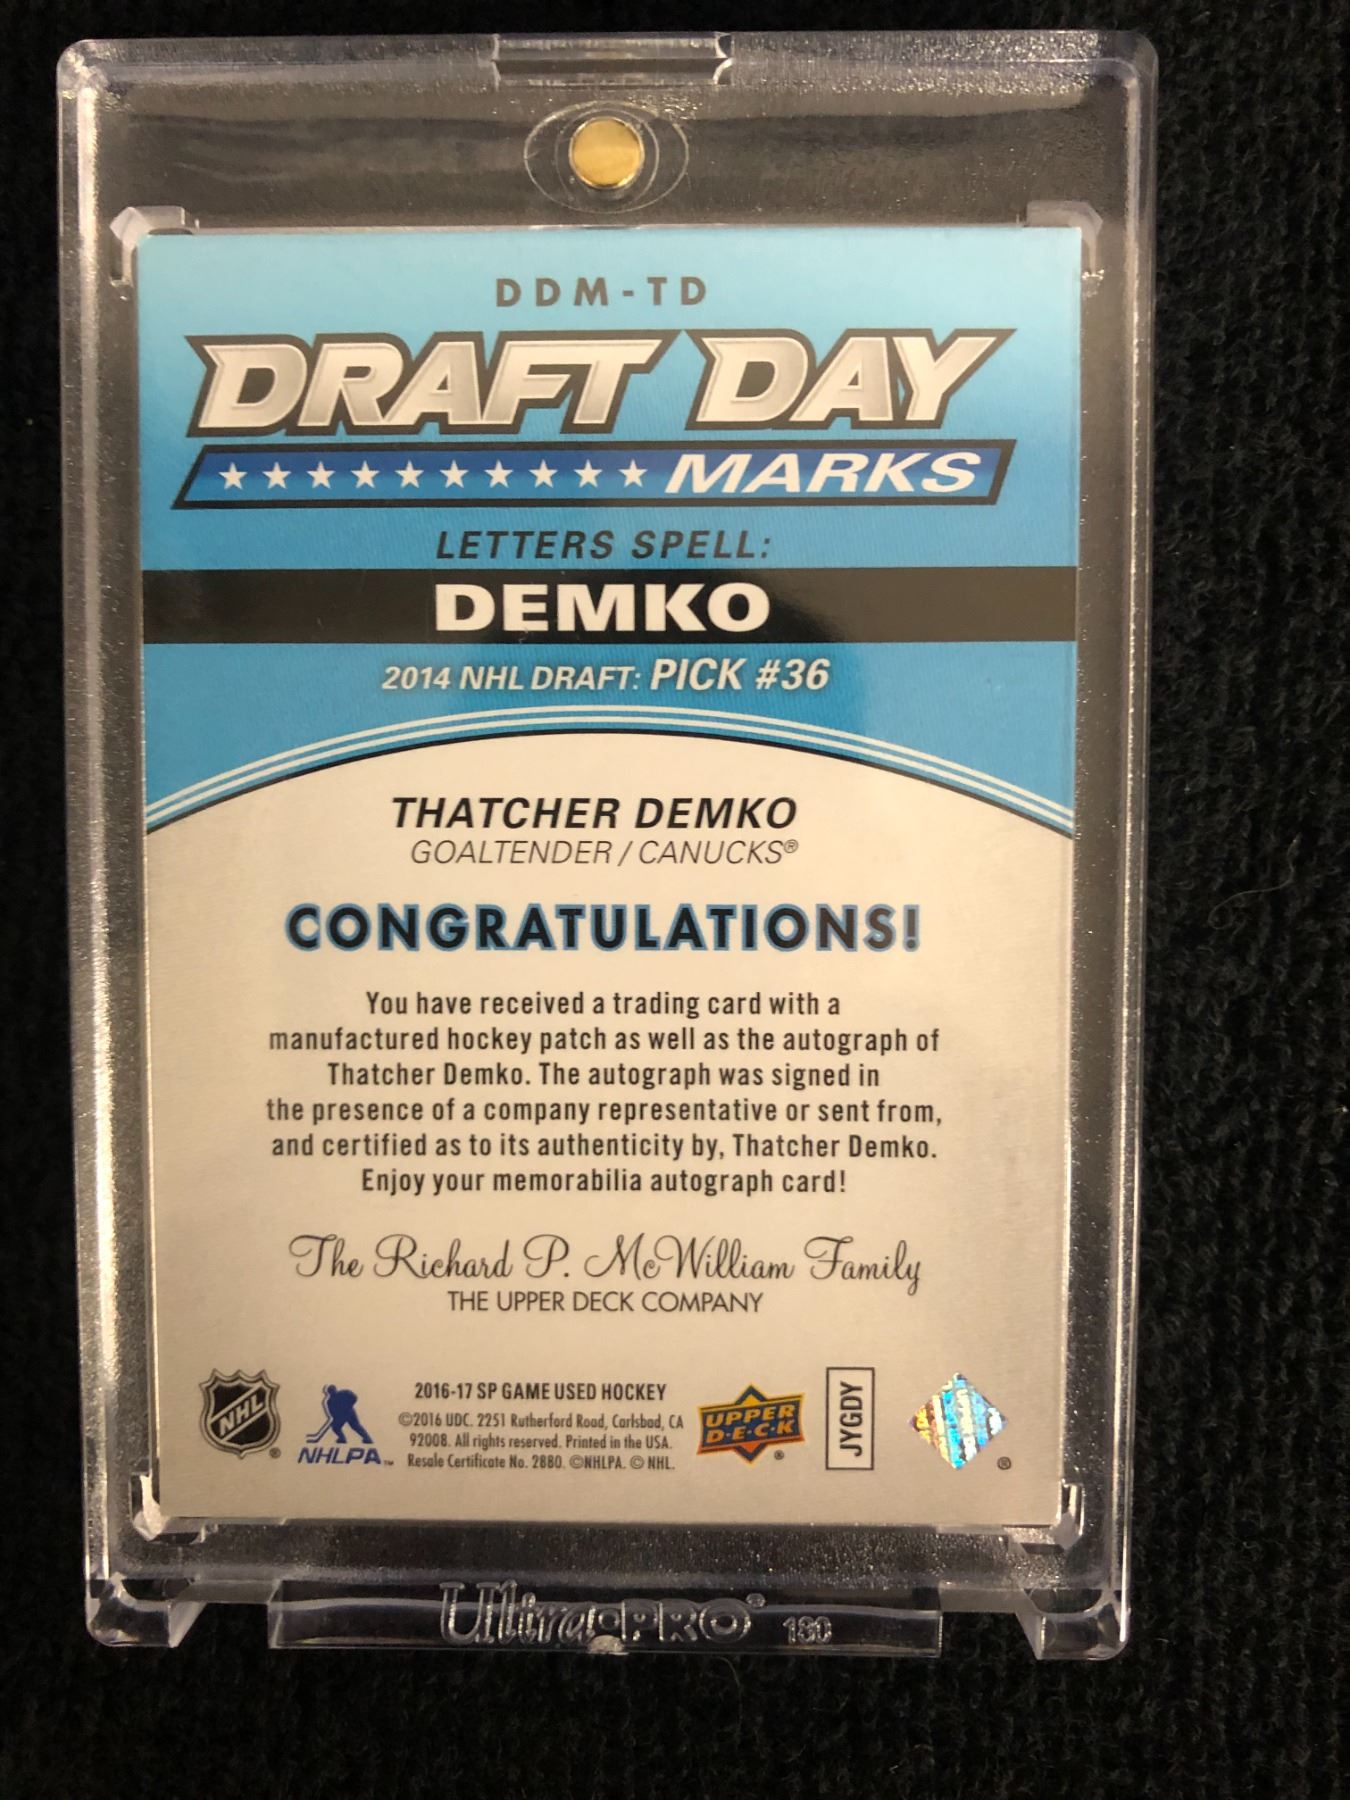 DDM-TD
DRAFT DAY
MARKS
LETTERS SPELL:
DEMKO
2014 NHL DRAFT: PICK #36
THATCHER DEMKO
GOALTENDER / CANUCKS®
CONGRATULATIONS!
You have received a trading card with a
manufactured hockey patch as well as the autograph of
Thatcher Demko. The autograph was signed in
the presence of a company representative or sent from,
and certified as to its authenticity by, Thatcher Demko.
Enjoy your memorabilia autograph card!
The Richard P. McWilliam Family
THE UPPER DECK COMPANY
NHL ®
NHLPA™
2016-17 SP GAME USED HOCKEY
©2016 UDC. 2251 Rutherford Road, Carlsbad, CA
92008. All rights reserved. Printed in the USA.
Resale Certificate No. 2880. ©NHLPA. © NHL.
UPPER
D·E·C·K ®
JYGDY
®
Ultra·PRO® 180